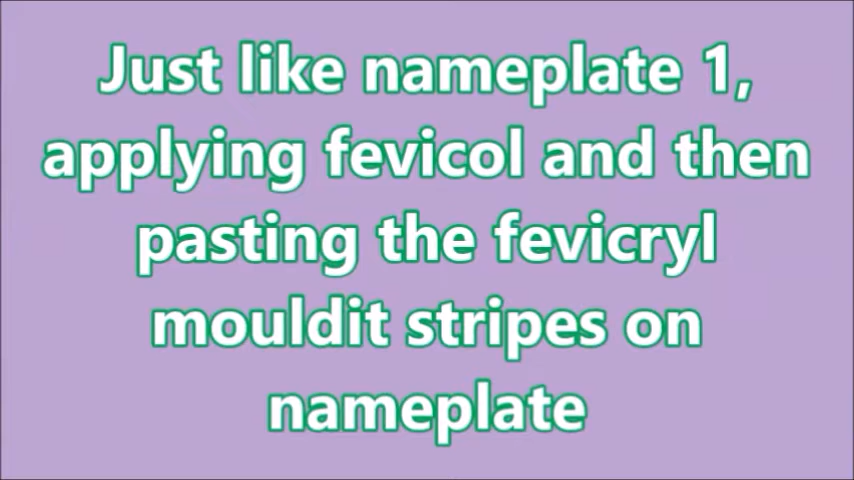 Just like nameplate 1,
applying fevicol and then
pasting the fevicryl
mouldit stripes on
nameplate